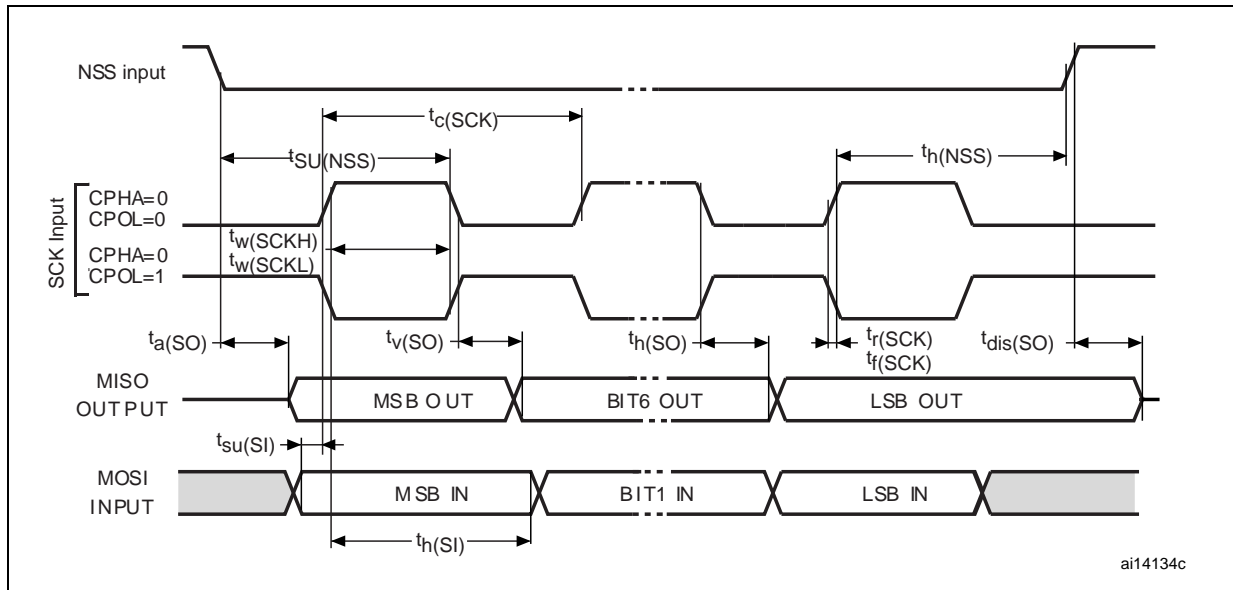 NSS input
tc(SCK)
tSU(NSS)
th(NSS)
SCK Input
CPHA=0
CPOL=0
tw(SCKH)
tw(SCKL)
CPHA=0
CPOL=1
ta(SO)
tv(SO)
th(SO)
tr(SCK)
tf(SCK)
tdis(SO)
MISO
OUTPUT
MSB OUT
BIT6 OUT
LSB OUT
tsu(SI)
MOSI
INPUT
MSB IN
BIT1 IN
LSB IN
th(SI)
ai14134c